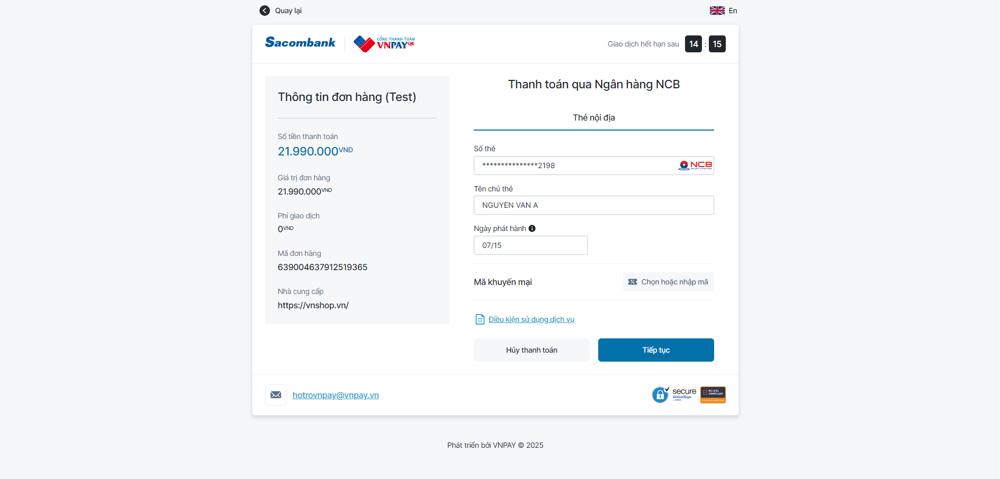 Quay lại
En
Sacombank
CỔNG THANH TOÁN
VNPAYQR
Giao dịch hết hạn sau 14 : 15
Thông tin đơn hàng (Test)
Số tiền thanh toán
21.990.000VND
Giá trị đơn hàng
21.990.000VND
Phí giao dịch
0VND
Mã đơn hàng
639004637912519365
Nhà cung cấp
https://vnshop.vn/
Thanh toán qua Ngân hàng NCB
Thẻ nội địa
Số thẻ
***************2198
NCB
Tên chủ thẻ
NGUYEN VAN A
Ngày phát hành
07/15
Mã khuyến mại
Chọn hoặc nhập mã
Điều kiện sử dụng dịch vụ
Hủy thanh toán
Tiếp tục
hotrovnpay@vnpay.vn
secure
GlobalSign
PCI DSS
COMPLIANT
Phát triển bởi VNPAY © 2025